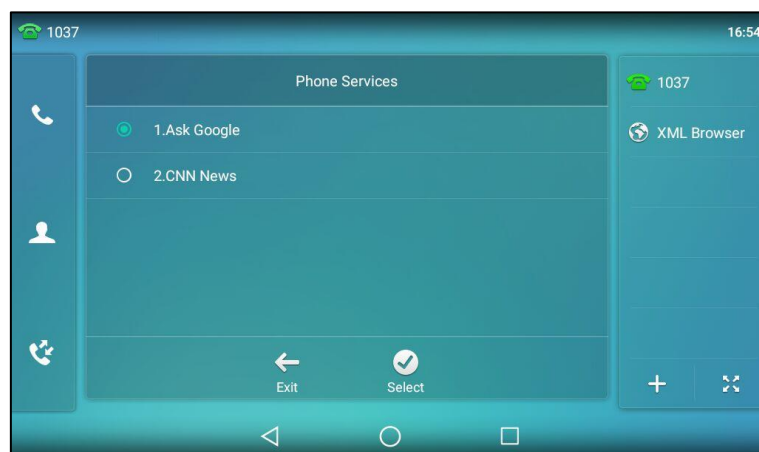 1037
16:54
Phone Services
1.Ask Google
2.CNN News
Exit
Select
1037
XML Browser